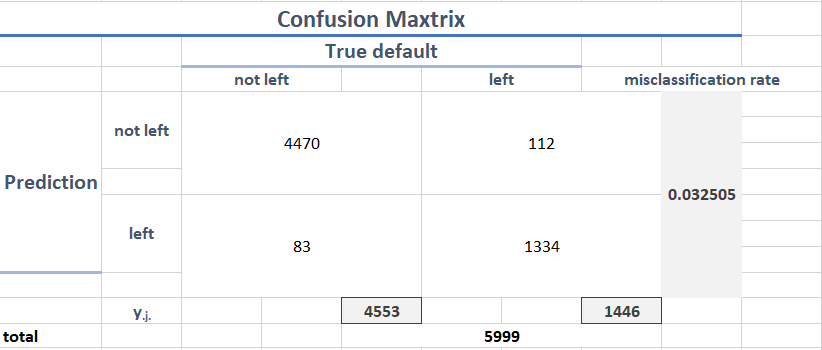 Confusion Maxtrix
True default
not left left misclassification rate
not left 4470 112
Prediction 0.032505
left 83 1334
y.j. 4553 1446
total 5999